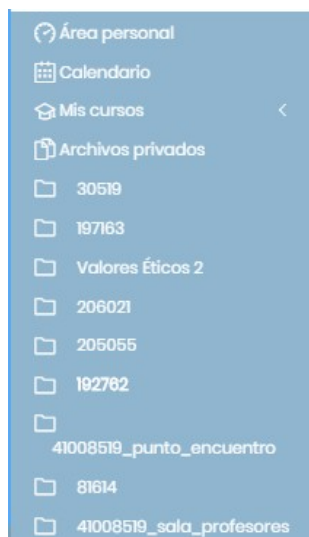 Área personal
Calendario
Mis cursos
Archivos privados
30519
197163
Valores Éticos 2
206021
205055
192762
41008519_punto_encuentro
81614
41008519_sala_profesores